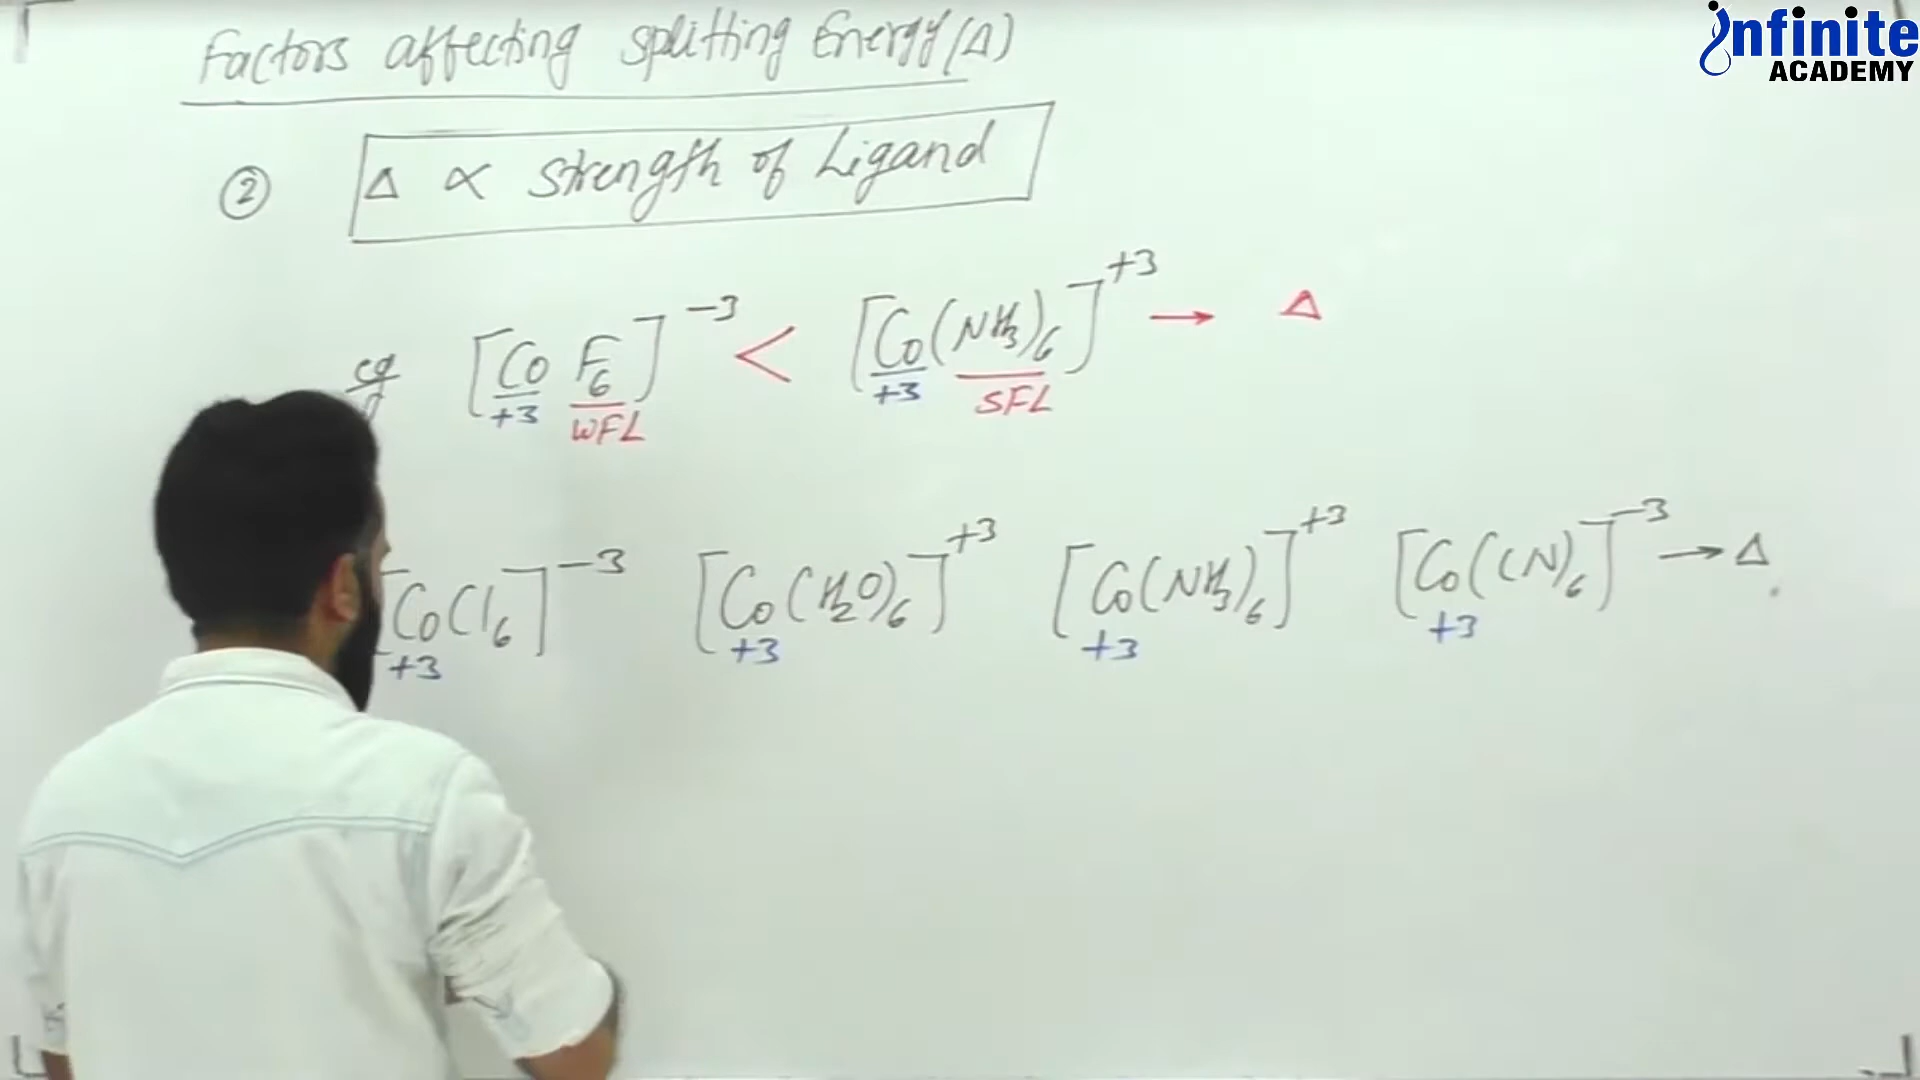 infinite
ACADEMY
Factors affecting splitting Energy (Δ)
② Δ ∝ strength of Ligand
eg [CoF₆]⁻³ < [Co(NH₃)₆]⁺³ → Δ
+3 WFL +3 SFL
[CoCl₆]⁻³ [Co(H₂O)₆]⁺³ [Co(NH₃)₆]⁺³ [Co(CN)₆]⁻³ → Δ
+3 +3 +3 +3